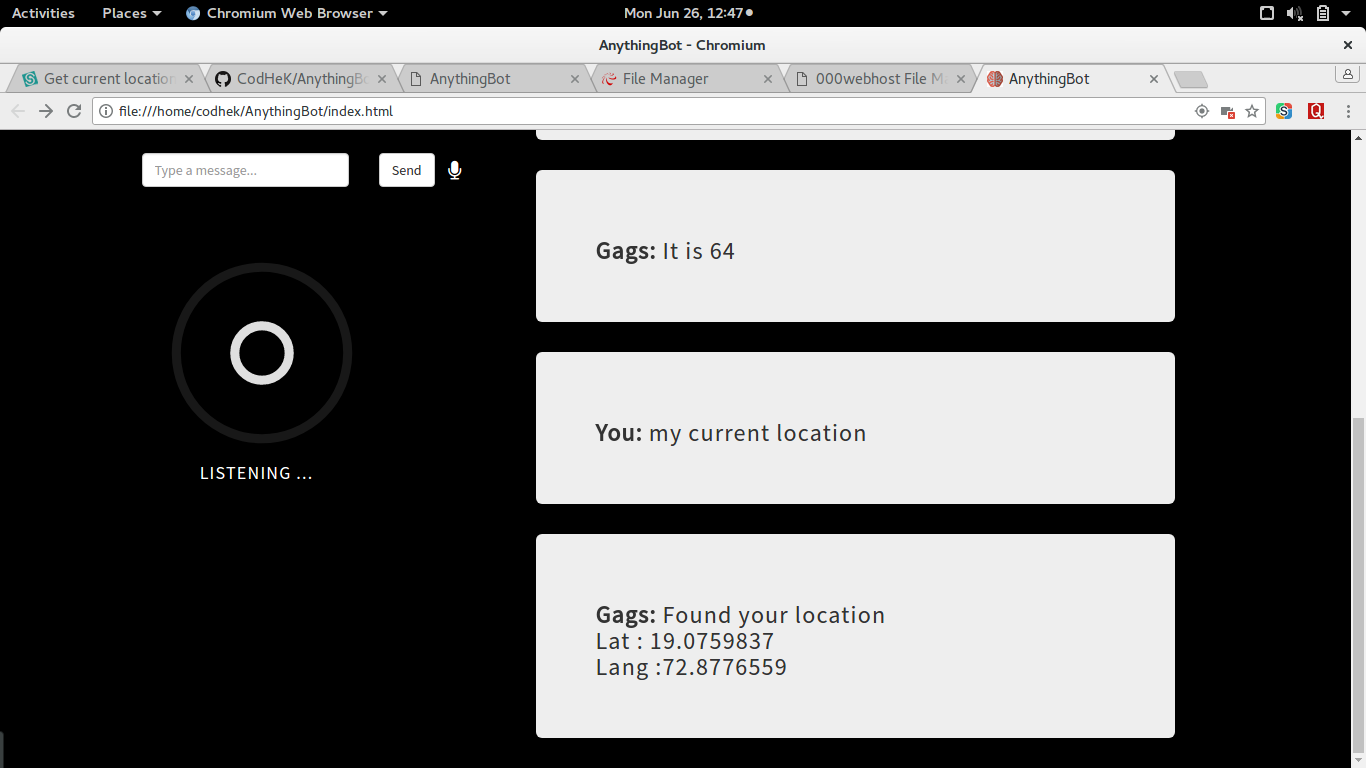 Activities Places Chromium Web Browser Mon Jun 26, 12:47
AnythingBot - Chromium
Get current location CodHeK/AnythingBo AnythingBot File Manager 000webhost File M AnythingBot
file:///home/codhek/AnythingBot/index.html
Type a message... Send
Gags: It is 64
You: my current location
LISTENING ...
Gags: Found your location
Lat : 19.0759837
Lang :72.8776559